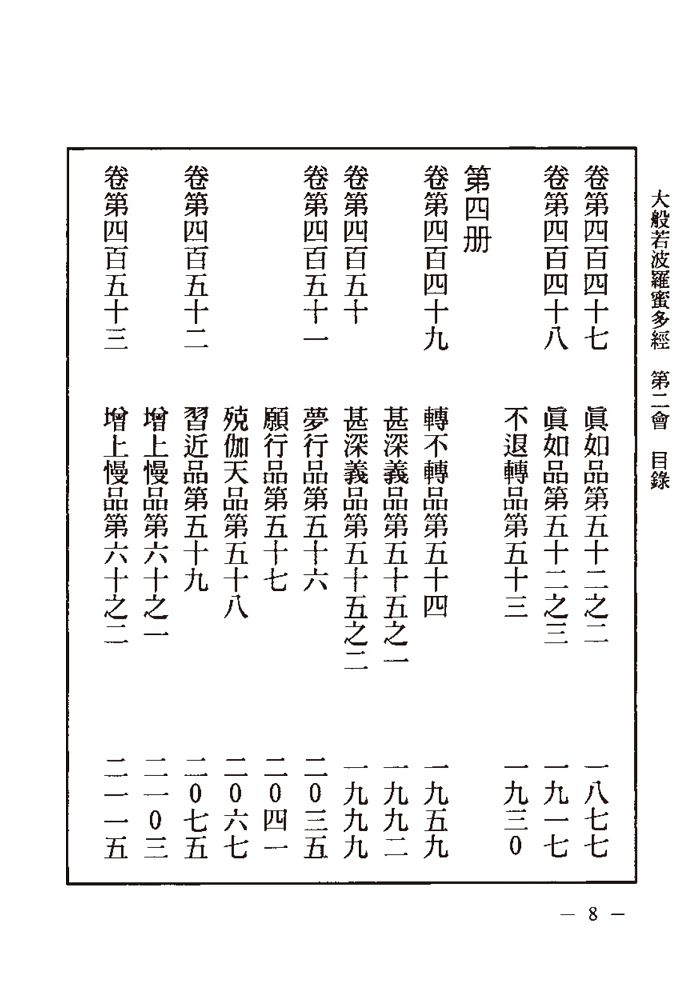 大般若波羅蜜多經　第二會　目錄
卷第四百四十七　眞如品第五十二之二　一八七七
卷第四百四十八　眞如品第五十二之三　一九一七
不退轉品第五十三　一九三0
第四册
卷第四百四十九　轉不轉品第五十四　一九五九
甚深義品第五十五之一　一九九二
卷第四百五十　甚深義品第五十五之二　一九九九
卷第四百五十一　夢行品第五十六　二0三五
願行品第五十七　二0四一
殑伽天品第五十八　二0六七
卷第四百五十二　習近品第五十九　二0七五
增上慢品第六十之一　二一0三
卷第四百五十三　增上慢品第六十之二　二一一五
— 8 —